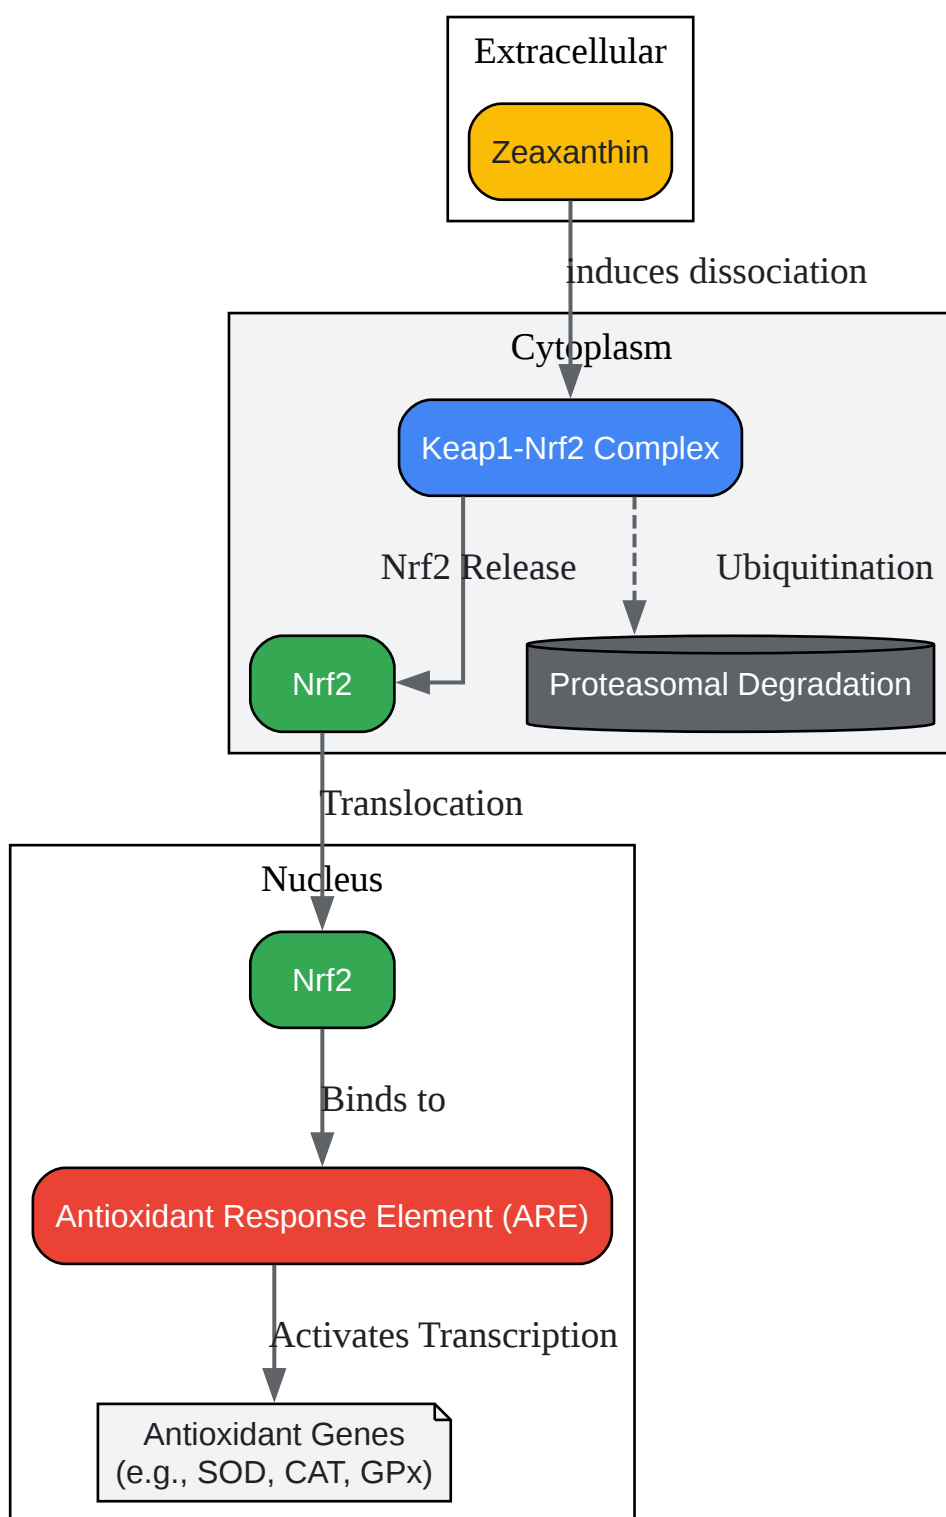 Extracellular
Zeaxanthin
induces dissociation
Cytoplasm
Keap1-Nrf2 Complex
Nrf2 Release
Ubiquitination
Nrf2
Proteasomal Degradation
Translocation
Nucleus
Nrf2
Binds to
Antioxidant Response Element (ARE)
Activates Transcription
Antioxidant Genes
(e.g., SOD, CAT, GPx)